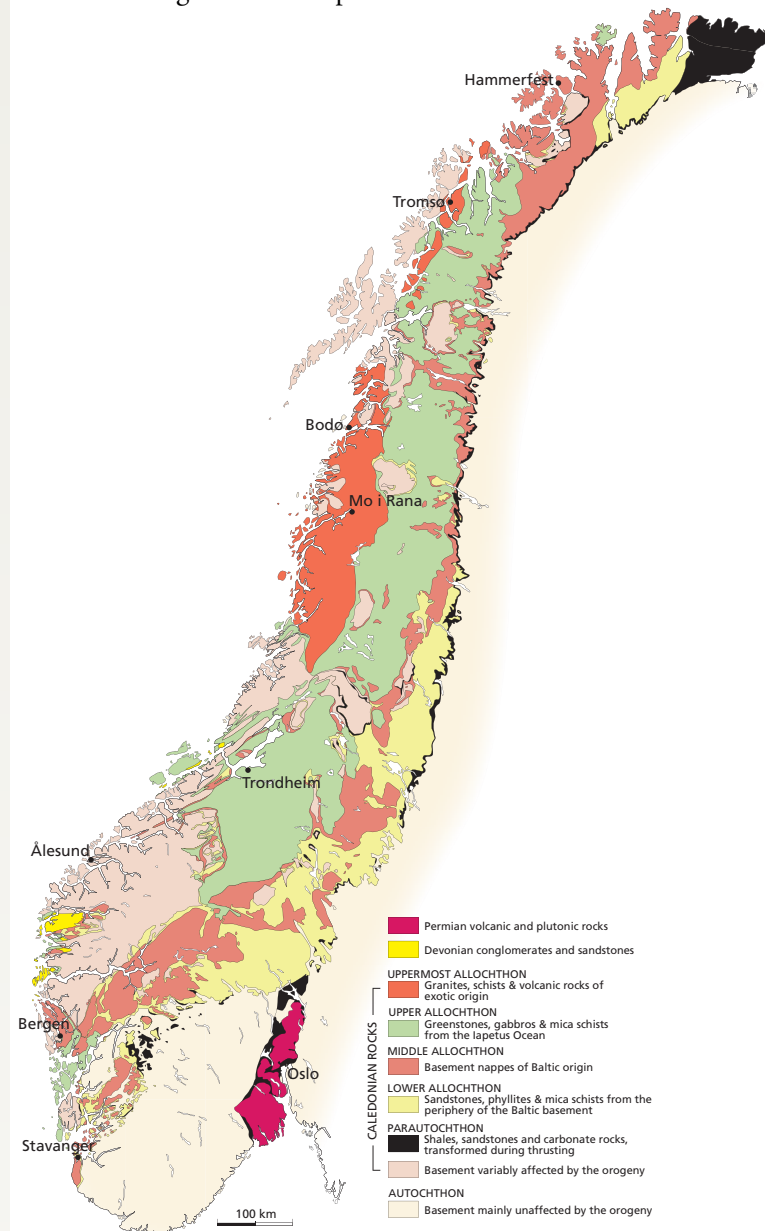 Hammerfest
Tromsø
Bodø
Mo i Rana
Trondheim
Ålesund
Bergen
Oslo
Stavanger
100 km
Permian volcanic and plutonic rocks
Devonian conglomerates and sandstones
CALEDONIAN ROCKS
UPPERMOST ALLOCHTHON
Granites, schists & volcanic rocks of
exotic origin
UPPER ALLOCHTHON
Greenstones, gabbros & mica schists
from the Iapetus Ocean
MIDDLE ALLOCHTHON
Basement nappes of Baltic origin
LOWER ALLOCHTHON
Sandstones, phyllites & mica schists from the
periphery of the Baltic basement
PARAUTOCHTHON
Shales, sandstones and carbonate rocks,
transformed during thrusting
Basement variably affected by the orogeny
AUTOCHTHON
Basement mainly unaffected by the orogeny